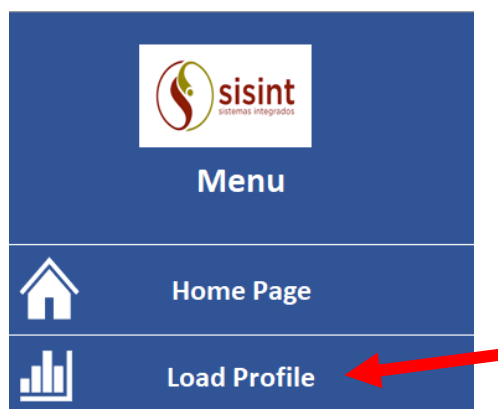 sisint
sistemas integrados
Menu
Home Page
Load Profile